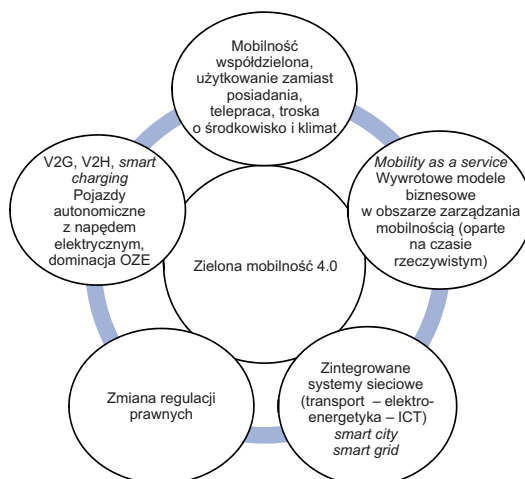 Mobilność
współdzielona,
użytkowanie zamiast
posiadania,
telepraca, troska
o środkowisko i klimat
V2G, V2H, smart
charging
Pojazdy
autonomiczne
z napędem
elektrycznym,
dominacja OZE
Mobility as a service
Wywrotowe modele
biznesowe
w obszarze zarządzania
mobilnością (oparte
na czasie
rzeczywistym)
Zielona mobilność 4.0
Zmiana regulacji
prawnych
Zintegrowane
systemy sieciowe
(transport – elektro-
energetyka – ICT)
smart city
smart grid